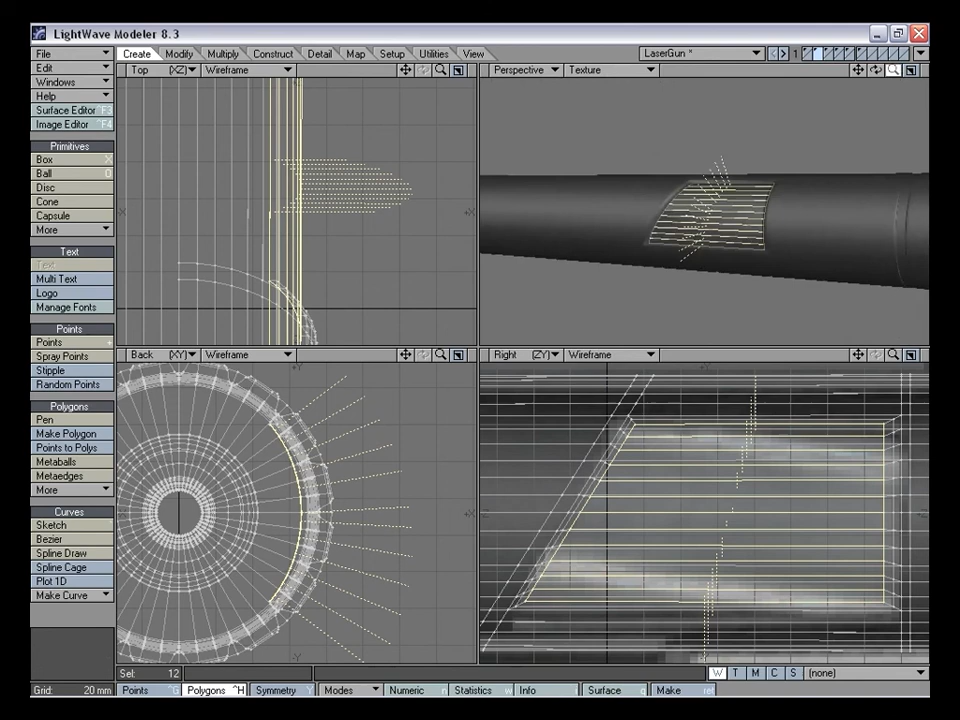 LightWave Modeler 8.3
File Create Modify Multiply Construct Detail Map Setup Utilities View LaserGun * 1
Edit Top (XZ) Wireframe Perspective Texture
Windows
Help
Surface Editor ^F3
Image Editor ^F4
Primitives
Box X
Ball O
Disc
Cone
Capsule
More
Text
Text
Multi Text
Logo
Manage Fonts
Points
Points +
Spray Points
Back (XY) Wireframe Right (ZY) Wireframe
Stipple
Random Points
Polygons
Pen
Make Polygon
Points to Polys
Metaballs
Metaedges
More
Curves
Sketch
Bezier
Spline Draw
Spline Cage
Plot 1D
Make Curve
Sel: 12 W T M C S (none)
Grid: 20 mm Points ^G Polygons ^H Symmetry Y Modes Numeric n Statistics w Info i Surface q Make ret